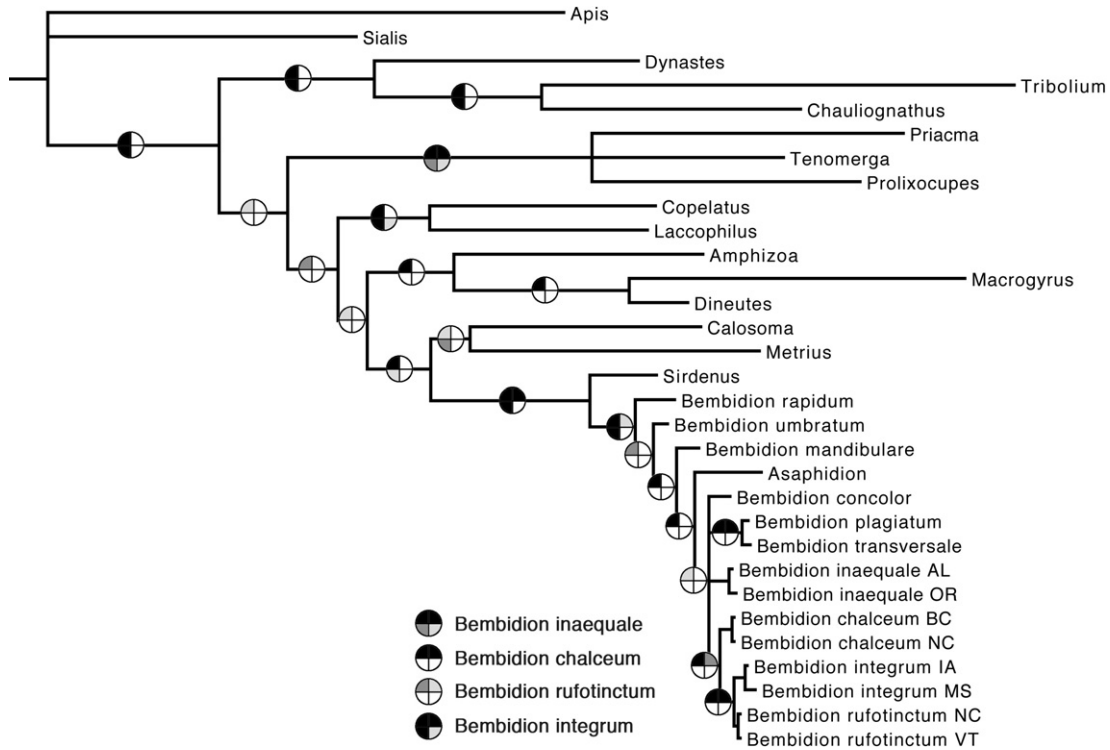 Apis
Sialis
Dynastes
Tribolium
Chauliognathus
Priacma
Tenomerga
Prolixocupes
Copelatus
Laccophilus
Amphizoa
Macrogyrus
Dineutes
Calosoma
Metrius
Sirdenus
Bembidion rapidum
Bembidion umbratum
Bembidion mandibulare
Asaphidion
Bembidion concolor
Bembidion plagiatum
Bembidion transversale
Bembidion inaequale AL
Bembidion inaequale OR
Bembidion chalceum BC
Bembidion chalceum NC
Bembidion integrum IA
Bembidion integrum MS
Bembidion rufotinctum NC
Bembidion rufotinctum VT
Bembidion inaequale
Bembidion chalceum
Bembidion rufotinctum
Bembidion integrum